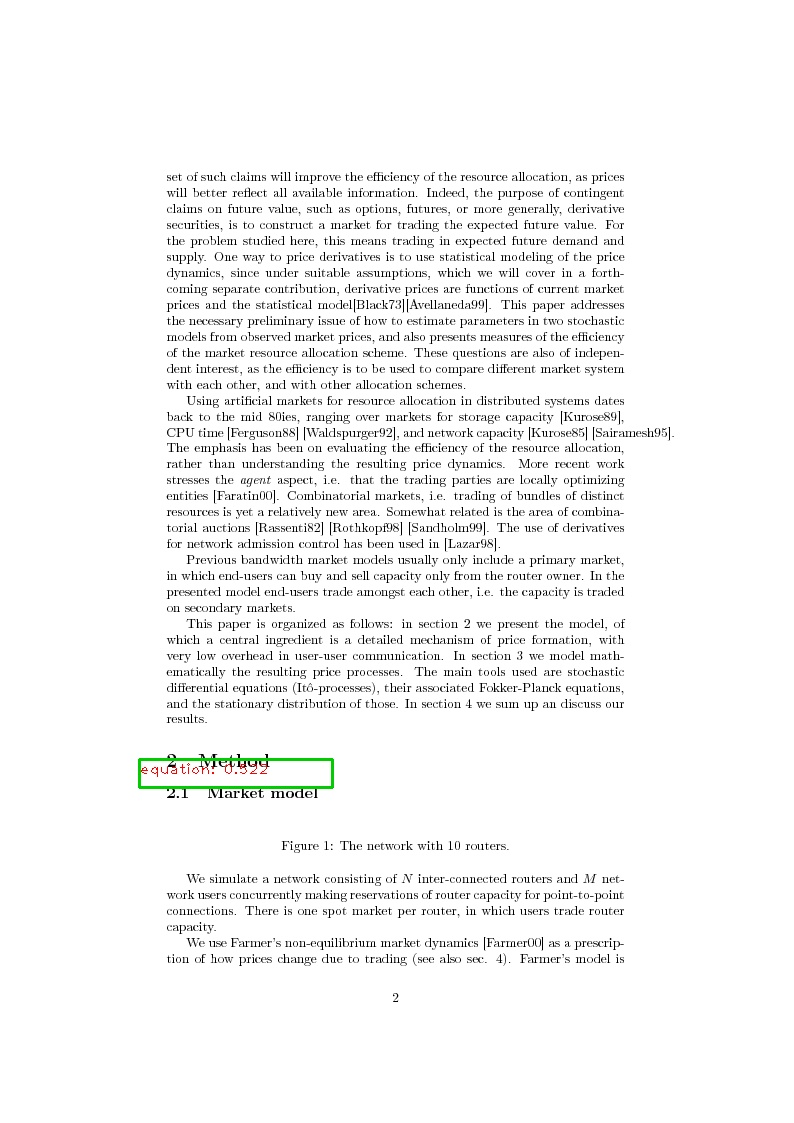 set of such claims will improve the efficiency of the resource allocation, as prices
will better reflect all available information. Indeed, the purpose of contingent
claims on future value, such as options, futures, or more generally, derivative
securities, is to construct a market for trading the expected future value. For
the problem studied here, this means trading in expected future demand and
supply. One way to price derivatives is to use statistical modeling of the price
dynamics, since under suitable assumptions, which we will cover in a forth-
coming separate contribution, derivative prices are functions of current market
prices and the statistical model[Black73][Avellaneda99]. This paper addresses
the necessary preliminary issue of how to estimate parameters in two stochastic
models from observed market prices, and also presents measures of the efficiency
of the market resource allocation scheme. These questions are also of indepen-
dent interest, as the efficiency is to be used to compare different market system
with each other, and with other allocation schemes.
Using artificial markets for resource allocation in distributed systems dates
back to the mid 80ies, ranging over markets for storage capacity [Kurose89],
CPU time [Ferguson88] [Waldspurger92], and network capacity [Kurose85] [Sairamesh95].
The emphasis has been on evaluating the efficiency of the resource allocation,
rather than understanding the resulting price dynamics. More recent work
stresses the agent aspect, i.e. that the trading parties are locally optimizing
entities [Faratin00]. Combinatorial markets, i.e. trading of bundles of distinct
resources is yet a relatively new area. Somewhat related is the area of combina-
torial auctions [Rassenti82] [Rothkopf98] [Sandholm99]. The use of derivatives
for network admission control has been used in [Lazar98].
Previous bandwidth market models usually only include a primary market,
in which end-users can buy and sell capacity only from the router owner. In the
presented model end-users trade amongst each other, i.e. the capacity is traded
on secondary markets.
This paper is organized as follows: in section 2 we present the model, of
which a central ingredient is a detailed mechanism of price formation, with
very low overhead in user-user communication. In section 3 we model math-
ematically the resulting price processes. The main tools used are stochastic
differential equations (Itô-processes), their associated Fokker-Planck equations,
and the stationary distribution of those. In section 4 we sum up an discuss our
results.
2 Method
equation: 0.522
2.1 Market model
Figure 1: The network with 10 routers.
We simulate a network consisting of N inter-connected routers and M net-
work users concurrently making reservations of router capacity for point-to-point
connections. There is one spot market per router, in which users trade router
capacity.
We use Farmer's non-equilibrium market dynamics [Farmer00] as a prescrip-
tion of how prices change due to trading (see also sec. 4). Farmer's model is
2